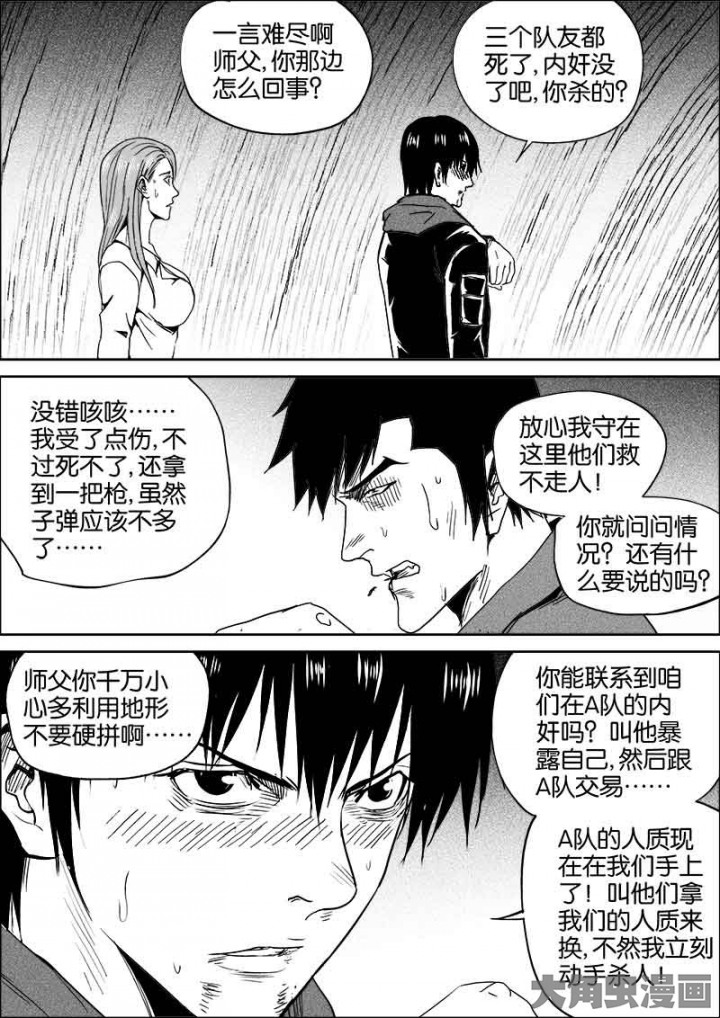 一言难尽啊
师父,你那边
怎么回事?
三个队友都
死了,内奸没
了吧,你杀的?
没错咳咳……
我受了点伤,不
过死不了,还拿
到一把枪,虽然
子弹应该不多
了……
放心我守在
这里他们救
不走人!
你就问问情
况?还有什
么要说的吗?
师父你千万小
心多利用地形
不要硬拼啊……
你能联系到咱
们在A队的内
奸吗?叫他暴
露自己,然后跟
A队交易……
A队的人质现
在在我们手上
了!叫他们拿
我们的人质来
换,不然我立刻
动手杀人!
大角虫漫画